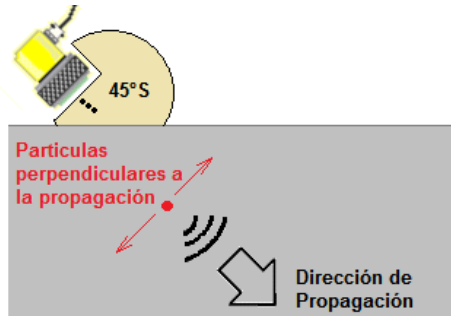 45°S
Particulas
perpendiculares a
la propagación
Dirección de
Propagación